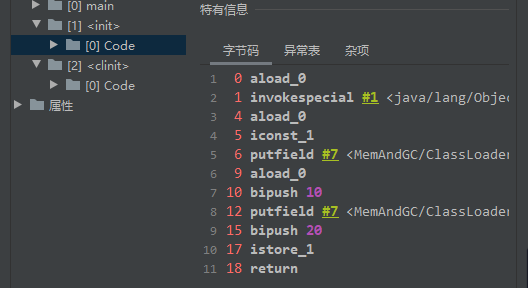 [0] main
[1] <init>
[0] Code
[2] <clinit>
[0] Code
属性
特有信息
字节码 异常表 杂项
1 0 aload_0
2 1 invokespecial #1 <java/lang/Objec
3 4 aload_0
4 5 iconst_1
5 6 putfield #7 <MemAndGC/ClassLoader
6 9 aload_0
7 10 bipush 10
8 12 putfield #7 <MemAndGC/ClassLoader
9 15 bipush 20
10 17 istore_1
11 18 return